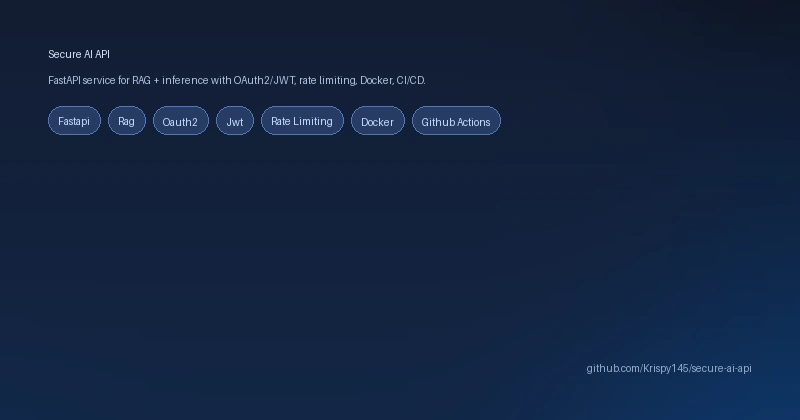 Secure AI API
FastAPI service for RAG + inference with OAuth2/JWT, rate limiting, Docker, CI/CD.
Fastapi Rag Oauth2 Jwt Rate Limiting Docker Github Actions
github.com/Krispy145/secure-ai-api